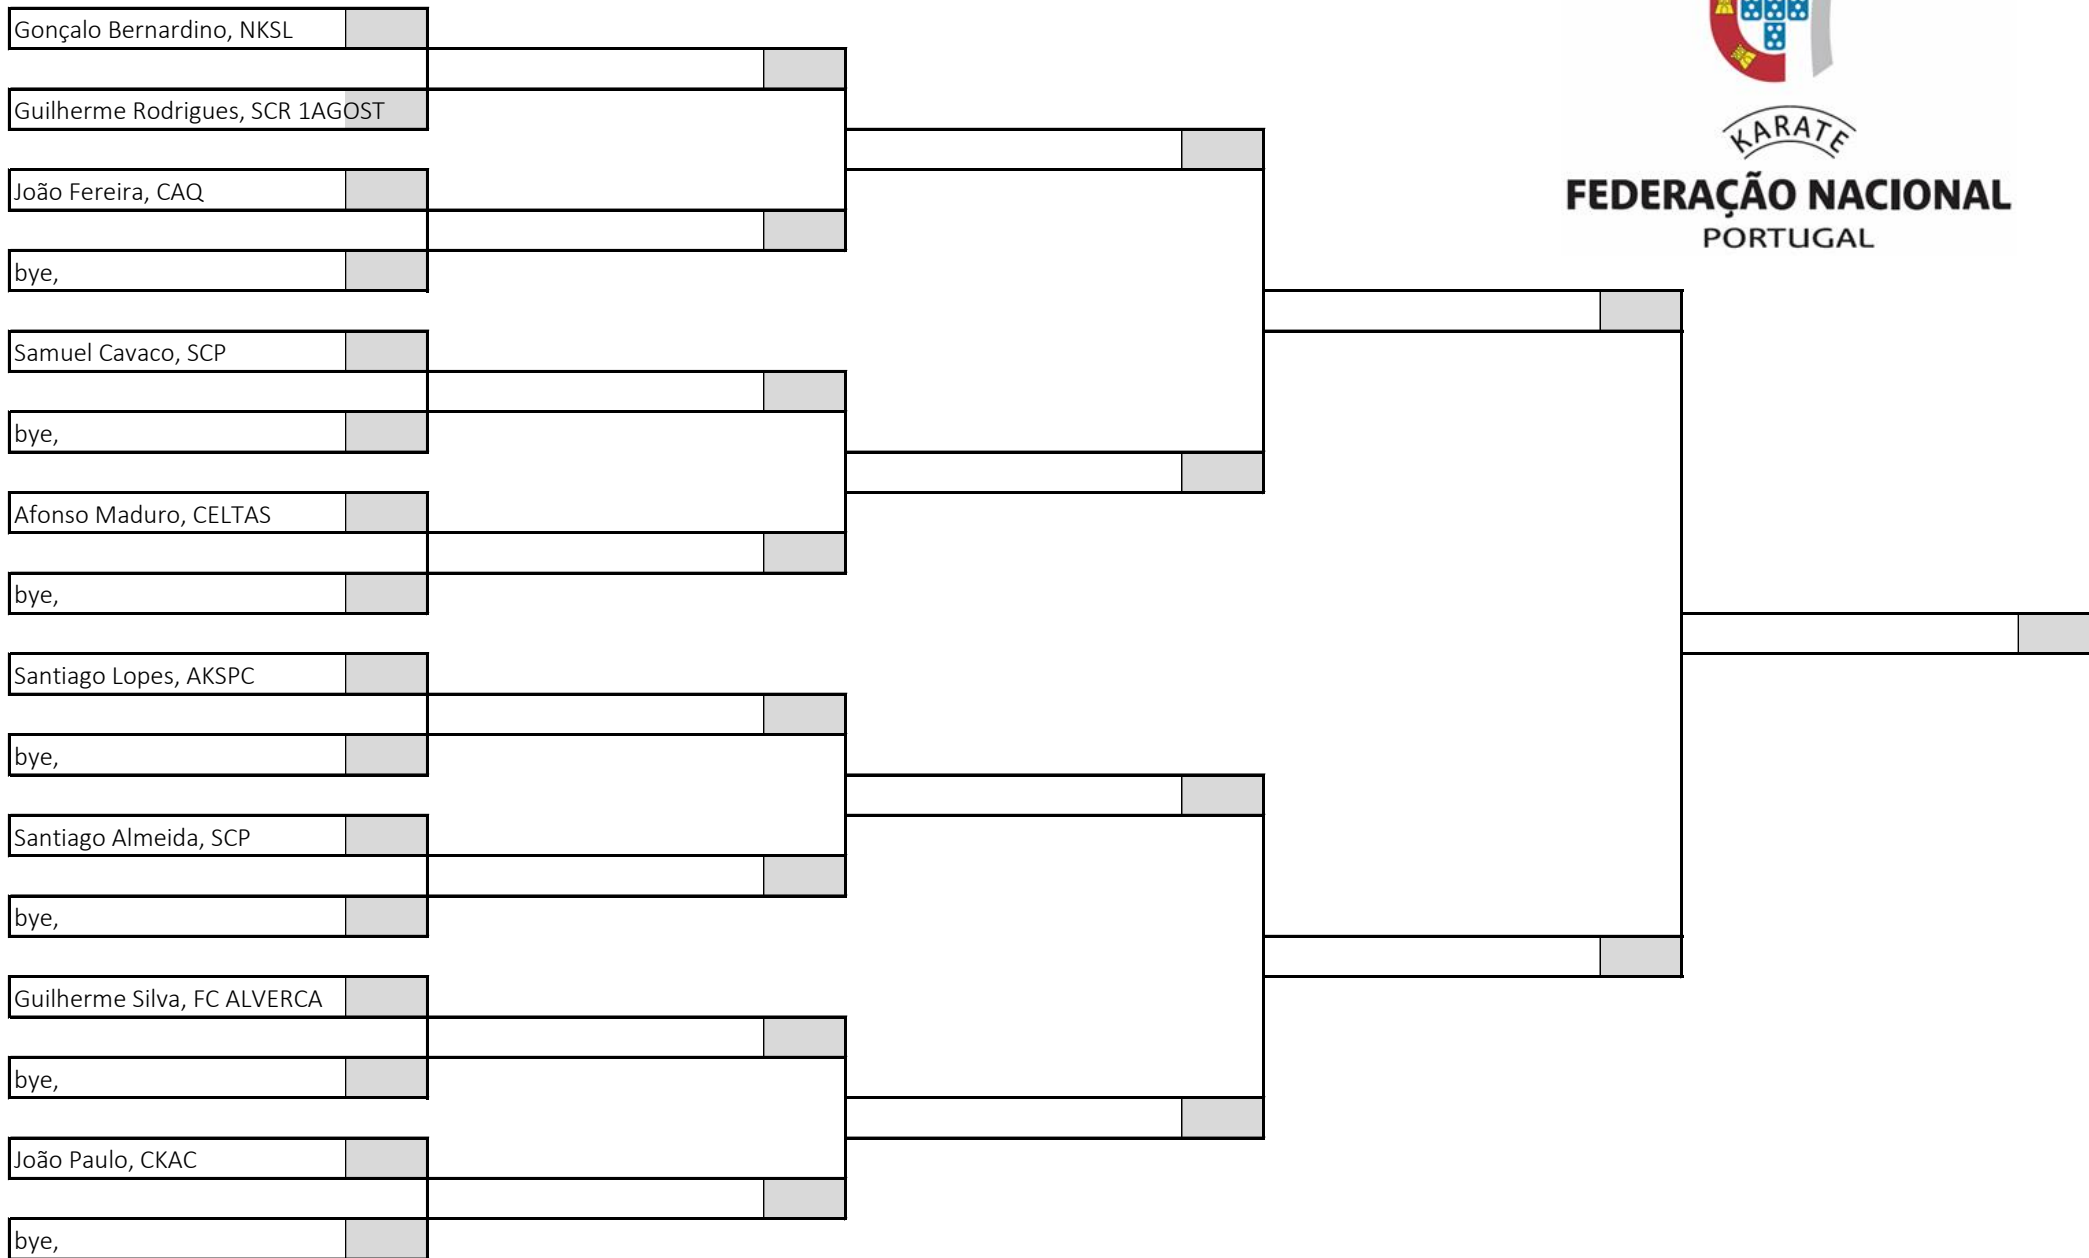 Gonçalo Bernardino, NKSL
Guilherme Rodrigues, SCR 1AGOST
João Fereira, CAQ
bye,
Samuel Cavaco, SCP
bye,
Afonso Maduro, CELTAS
bye,
Santiago Lopes, AKSPC
bye,
Santiago Almeida, SCP
bye,
Guilherme Silva, FC ALVERCA
bye,
João Paulo, CKAC
bye,
KARATE
FEDERAÇÃO NACIONAL
PORTUGAL